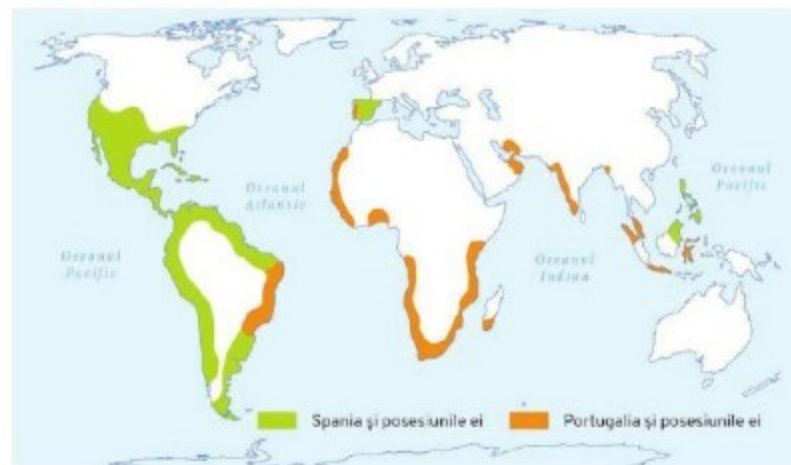 Oceanul
Pacific
Oceanul
Atlantic
Oceanul
Pacific
Oceanul
Indian
Spania și posesiunile ei
Portugalia și posesiunile ei